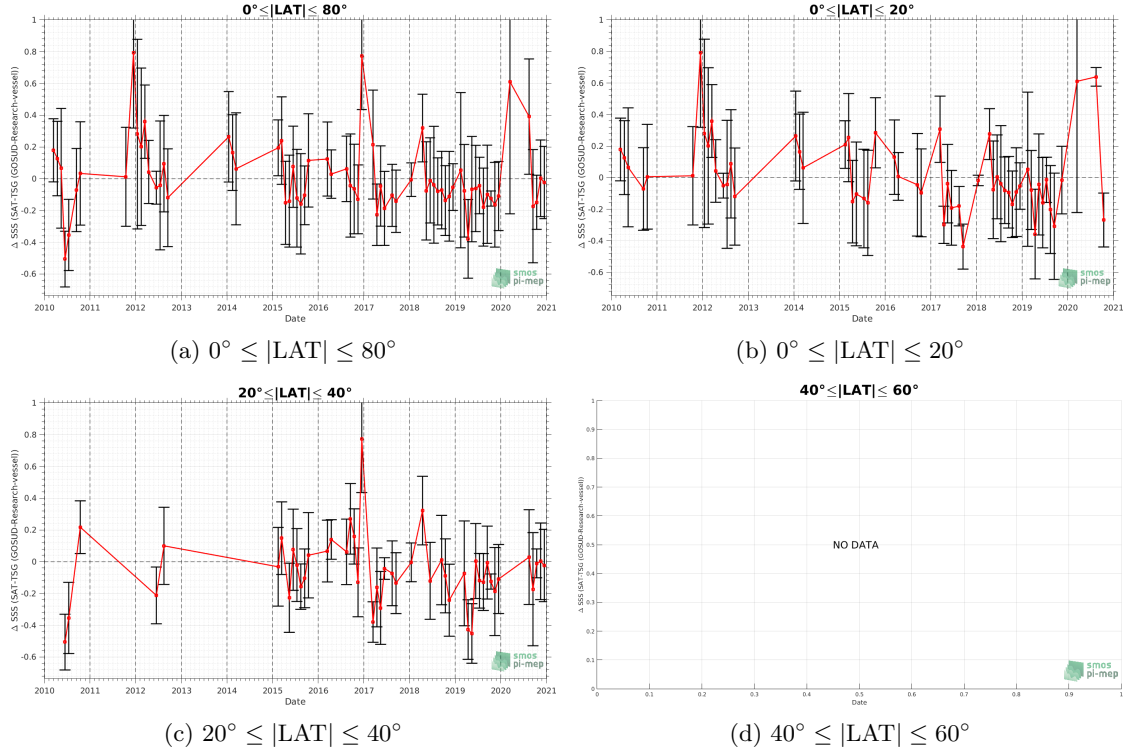 0°≤|LAT|≤ 80°
Δ SSS (SAT-TSG (GOSUD-Research-vessel))
1
0.8
0.6
0.4
0.2
0
-0.2
-0.4
-0.6
2010 2011 2012 2013 2014 2015 2016 2017 2018 2019 2020 2021
Date
smos
pi-mep
(a) 0° ≤ |LAT| ≤ 80°
0°≤|LAT|≤ 20°
Δ SSS (SAT-TSG (GOSUD-Research-vessel))
1
0.8
0.6
0.4
0.2
0
-0.2
-0.4
-0.6
2010 2011 2012 2013 2014 2015 2016 2017 2018 2019 2020 2021
Date
smos
pi-mep
(b) 0° ≤ |LAT| ≤ 20°
20°≤|LAT|≤ 40°
Δ SSS (SAT-TSG (GOSUD-Research-vessel))
1
0.8
0.6
0.4
0.2
0
-0.2
-0.4
-0.6
2010 2011 2012 2013 2014 2015 2016 2017 2018 2019 2020 2021
Date
smos
pi-mep
(c) 20° ≤ |LAT| ≤ 40°
40°≤|LAT|≤ 60°
Δ SSS (SAT-TSG (GOSUD-Research-vessel))
1
0.9
0.8
0.7
0.6
0.5
0.4
0.3
0.2
0.1
0
NO DATA
0 0.1 0.2 0.3 0.4 0.5 0.6 0.7 0.8 0.9 1
Date
smos
pi-mep
(d) 40° ≤ |LAT| ≤ 60°